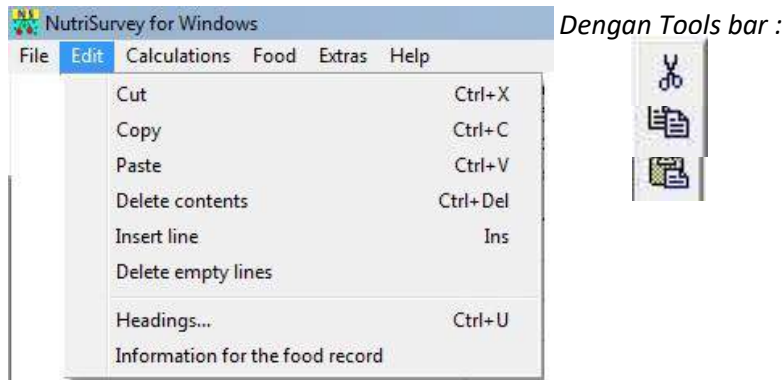 NS
NutriSurvey for Windows
Dengan Tools bar :
File Edit Calculations Food Extras Help
Cut Ctrl+X
Copy Ctrl+C
Paste Ctrl+V
Delete contents Ctrl+Del
Insert line Ins
Delete empty lines
Headings... Ctrl+U
Information for the food record